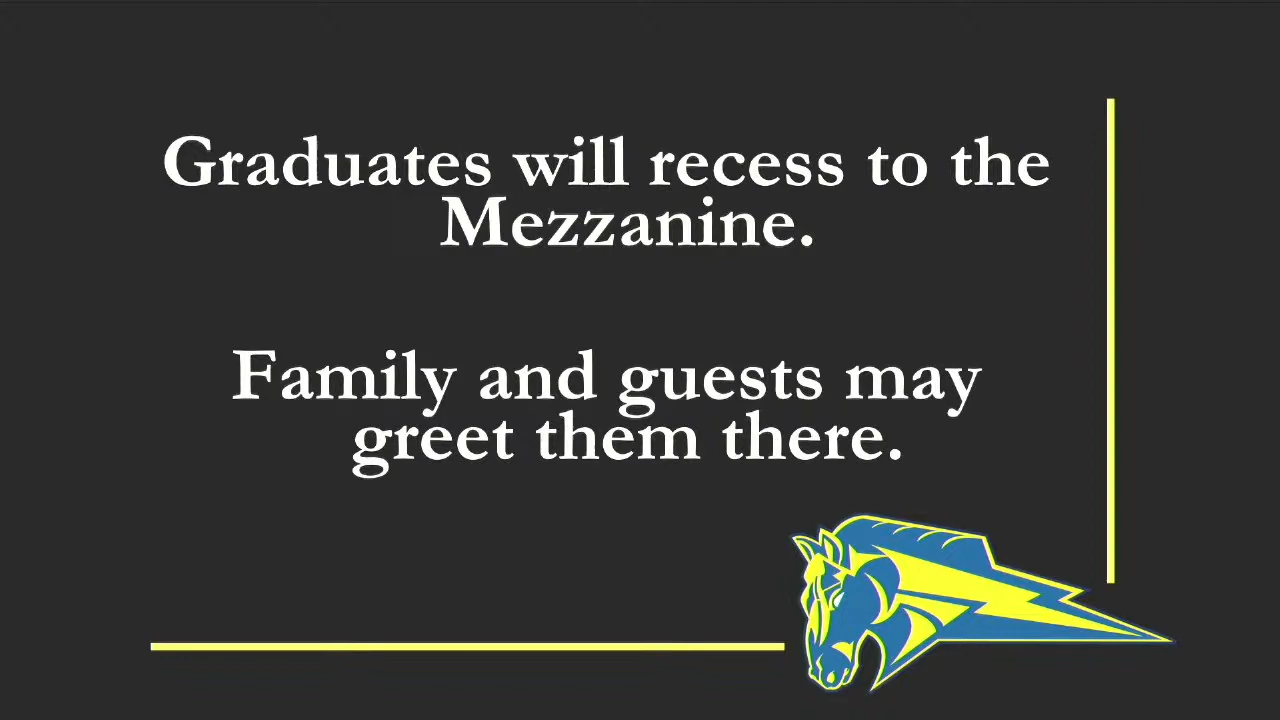 Graduates will recess to the
Mezzanine.
Family and guests may
greet them there.